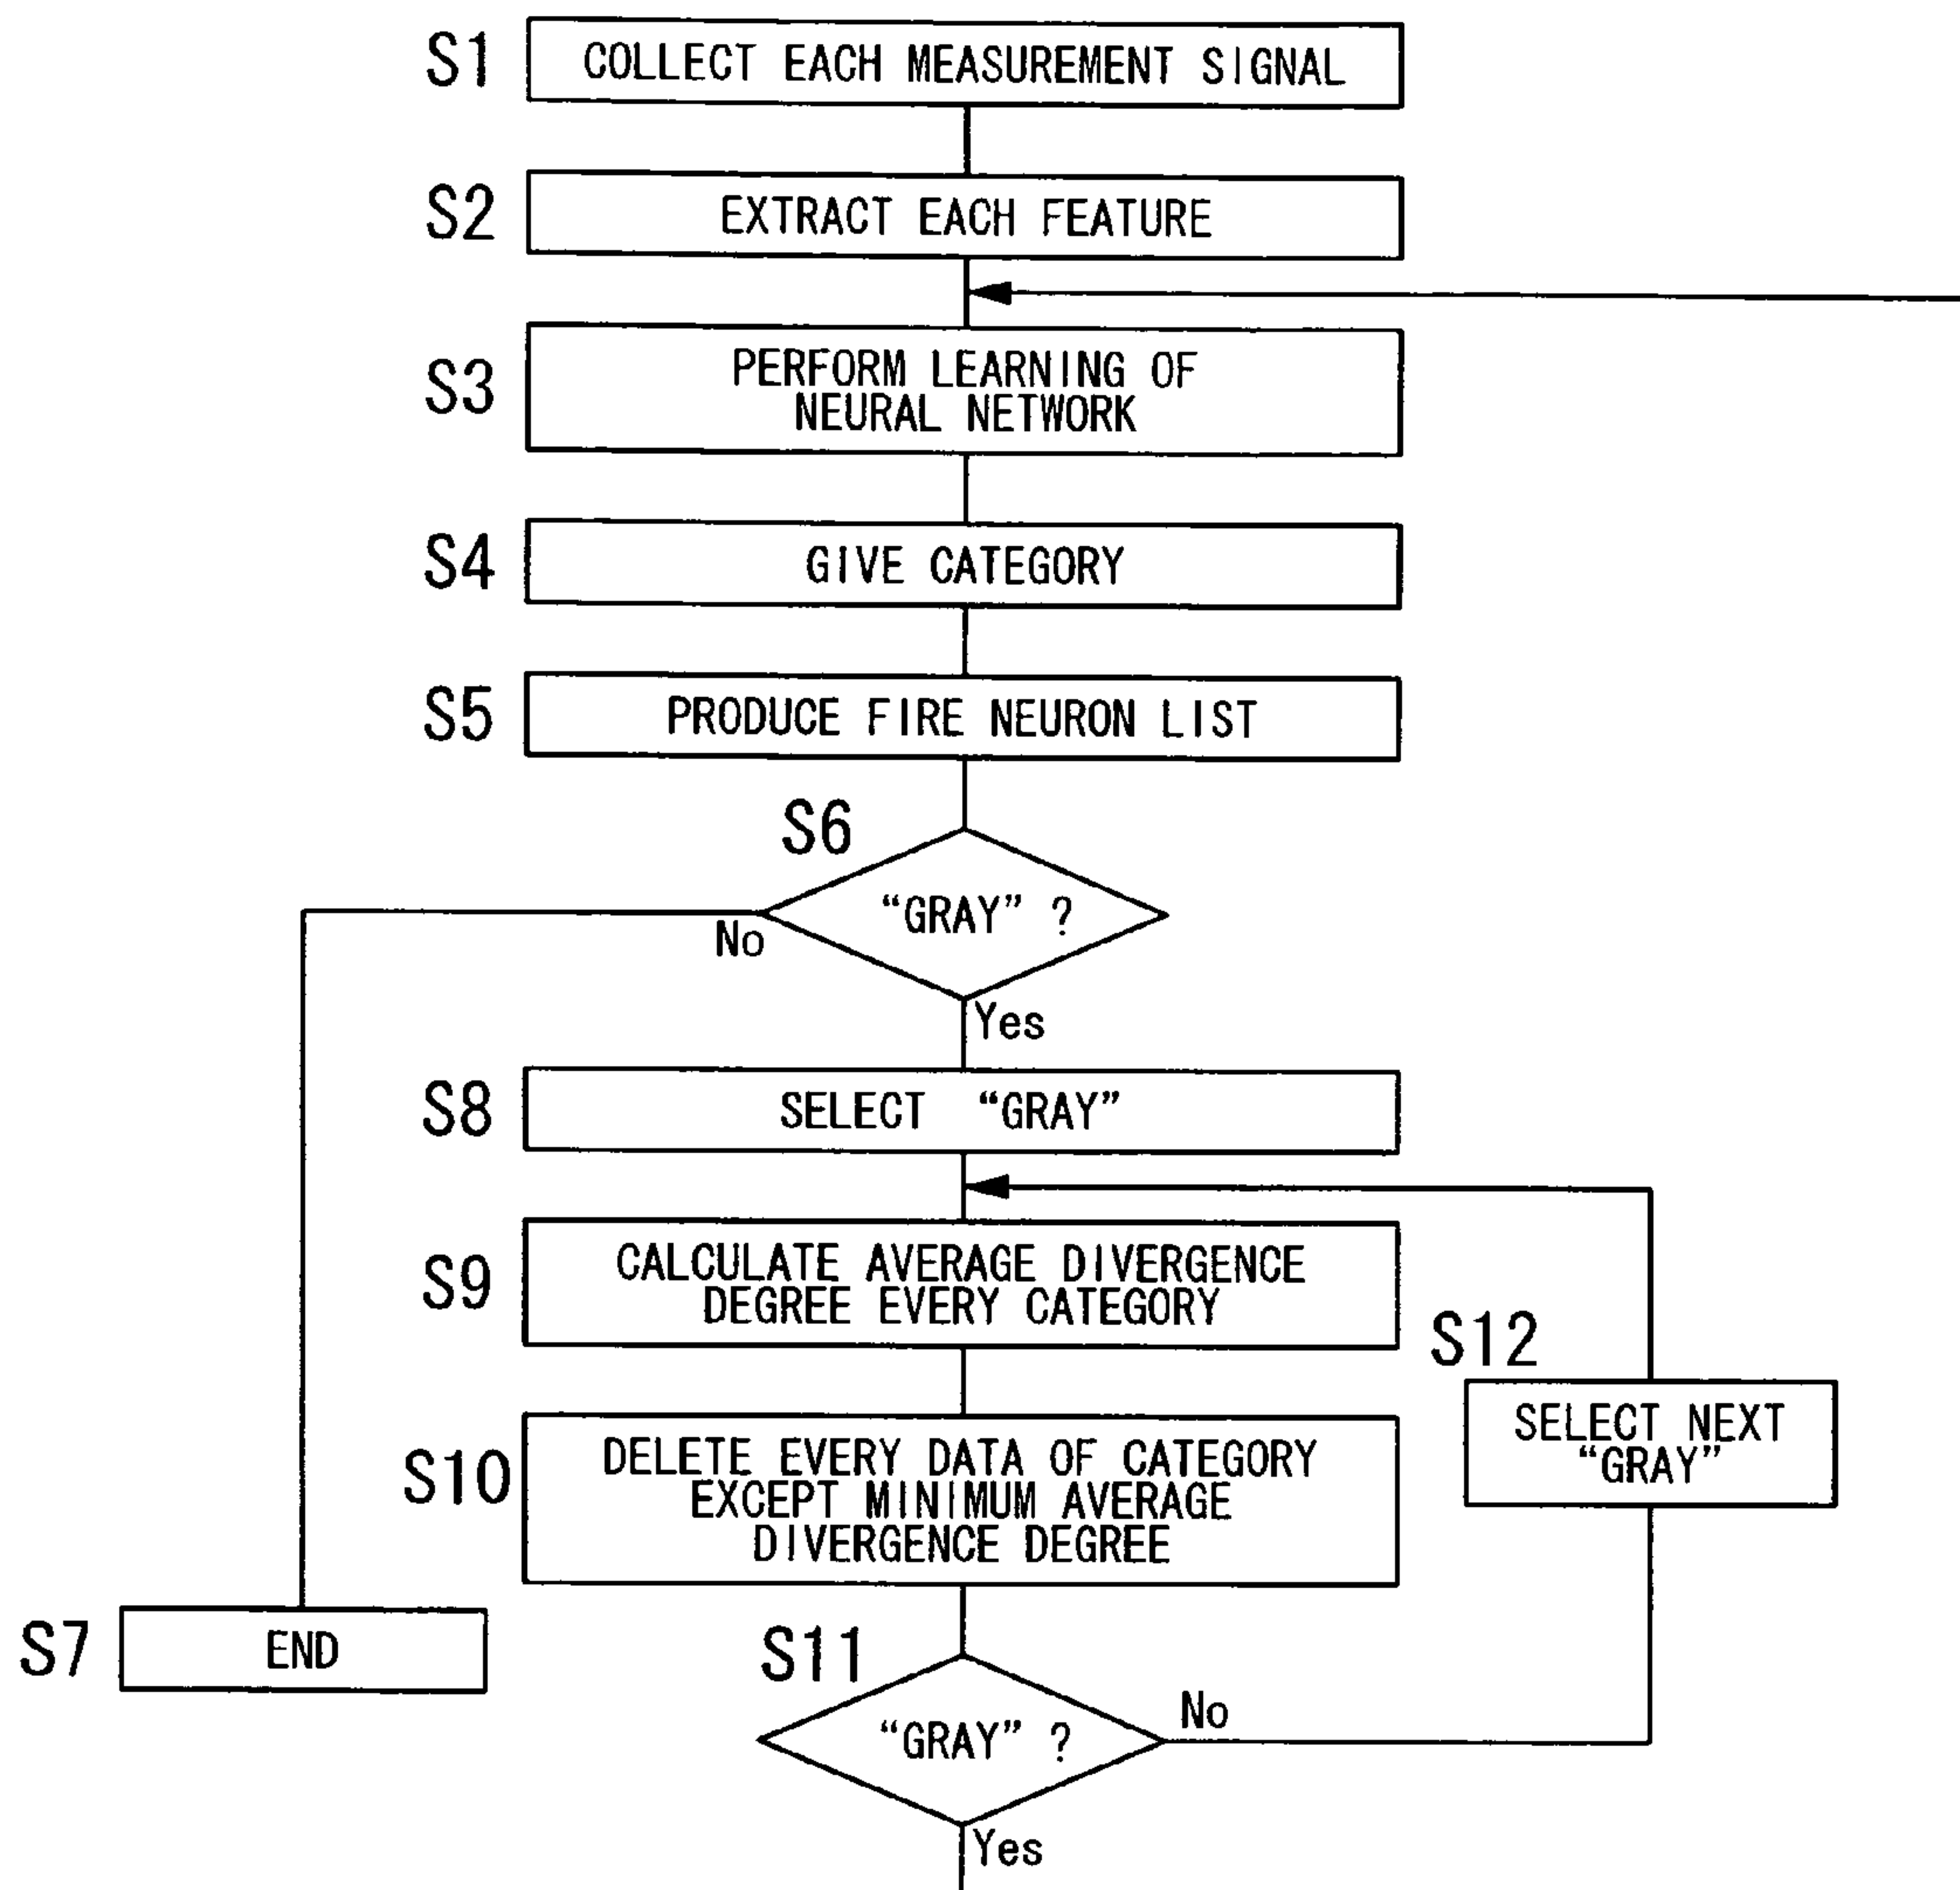 S1
COLLECT EACH MEASUREMENT SIGNAL
S2
EXTRACT EACH FEATURE
S3
PERFORM LEARNING OF
NEURAL NETWORK
S4
GIVE CATEGORY
S5
PRODUCE FIRE NEURON LIST
S6
“GRAY” ?
No
Yes
S8
SELECT “GRAY”
S9
CALCULATE AVERAGE DIVERGENCE
DEGREE EVERY CATEGORY
S12
SELECT NEXT
“GRAY”
S10
DELETE EVERY DATA OF CATEGORY
EXCEPT MINIMUM AVERAGE
DIVERGENCE DEGREE
S7
END
S11
“GRAY” ?
No
Yes